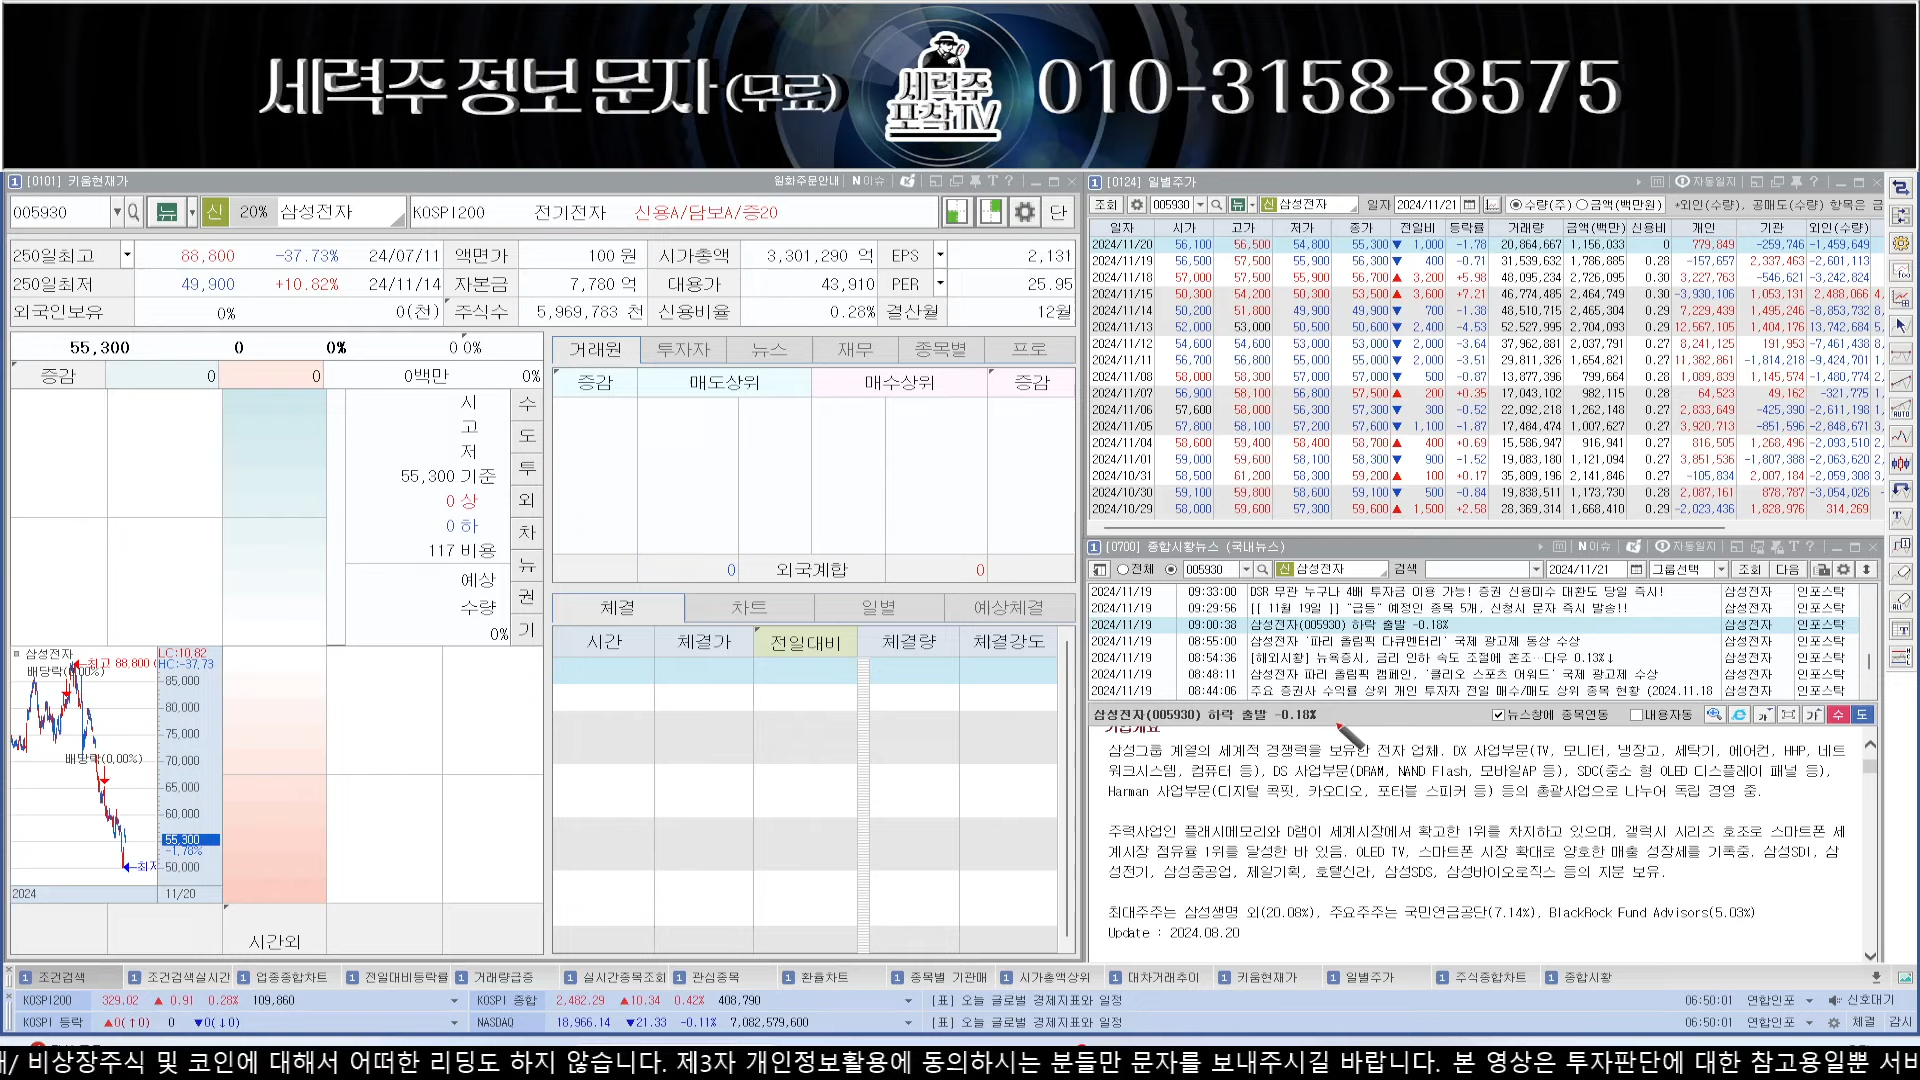 세력주 정보 문자 (무료) 세력주 포착TV 010-3158-8575
[0101] 키움현재가 원화주문안내 N이슈
005930 뉴 신 20% 삼성전자 KOSPI200 전기전자 신용A/담보A/증20 단
250일최고 88,800 -37.73% 24/07/11 액면가 100 원 시가총액 3,301,290 억 EPS 2,131
250일최저 49,900 +10.82% 24/11/14 자본금 7,780 억 대용가 43,910 PER 25.95
외국인보유 0% 0(천) 주식수 5,969,783 천 신용비율 0.28% 결산월 12월
55,300 0 0% 0 0%
증감 0 0 0백만 0%
시 수
고 도
저
55,300 기준 투
0 상 외
0 하 차
117 비용 뉴
예상 권
수량
0% 기
거래원 투자자 뉴스 재무 종목별 프로
증감 매도상위 매수상위 증감
0 외국계합 0
체결 차트 일별 예상체결
시간 체결가 전일대비 체결량 체결강도
삼성전자 LC:10.82
최고 88,800 HC:-37.73
배당락(0,00%)
85,000
80,000
75,000
배당락(0,00%) 70,000
65,000
60,000
55,300
-1.78%
50,000
2024 11/20
시간외
[0124] 일별주가 자동일지
조회 005930 뉴 신 삼성전자 일자 2024/11/21 수량(주) 금액(백만원) *외인(수량), 공매도(수량) 항목은 금
일자 시가 고가 저가 종가 전일비 등락률 거래량 금액(백만) 신용비 개인 기관 외인(수량)
2024/11/20 56,100 56,500 54,800 55,300 ▼ 1,000 -1.78 20,864,667 1,156,033 0 779,849 -259,746 -1,459,649
2024/11/19 56,500 57,500 55,900 56,300 ▼ 400 -0.71 31,539,632 1,786,885 0.28 -157,657 2,337,463 -2,601,113
2024/11/18 57,000 57,500 55,900 56,700 ▲ 3,200 +5.98 48,095,234 2,726,095 0.30 3,227,763 -546,621 -3,242,824
2024/11/15 50,300 54,200 50,300 53,500 ▲ 3,600 +7.21 46,774,485 2,464,749 0.30 -3,930,106 1,053,131 2,488,066
2024/11/14 50,200 51,800 49,900 49,900 ▼ 700 -1.38 48,510,715 2,465,304 0.29 7,229,439 1,495,246 -8,853,732
2024/11/13 52,000 53,000 50,500 50,600 ▼ 2,400 -4.53 52,527,995 2,704,093 0.29 12,567,105 1,404,176 13,742,684
2024/11/12 54,600 54,600 53,000 53,000 ▼ 2,000 -3.64 37,962,881 2,037,791 0.28 8,241,125 191,953 -7,461,438
2024/11/11 56,700 56,800 55,000 55,000 ▼ 2,000 -3.51 29,811,326 1,654,821 0.28 11,382,861 -1,814,218 -9,424,701
2024/11/08 58,000 58,300 57,000 57,000 ▼ 500 -0.87 13,877,396 799,664 0.28 1,089,839 1,145,574 -1,480,774
2024/11/07 56,900 58,100 56,800 57,500 ▲ 200 +0.35 17,043,102 982,115 0.28 64,523 49,162 -321,775
2024/11/06 57,600 58,000 56,300 57,300 ▼ 300 -0.52 22,092,218 1,262,148 0.27 2,833,649 -425,390 -2,611,198
2024/11/05 57,800 58,100 57,200 57,600 ▼ 1,100 -1.87 17,484,474 1,007,627 0.27 3,920,713 -851,596 -2,848,671
2024/11/04 58,600 59,400 58,400 58,700 ▲ 400 +0.69 15,586,947 916,941 0.27 816,505 1,268,496 -2,093,510
2024/11/01 59,000 59,600 58,100 58,300 ▼ 900 -1.52 19,083,180 1,121,094 0.27 3,851,536 -1,807,388 -2,063,620
2024/10/31 58,500 61,200 58,300 59,200 ▲ 100 +0.17 35,809,196 2,141,846 0.27 -105,834 2,007,184 -2,059,308
2024/10/30 59,100 59,800 58,600 59,100 ▼ 500 -0.84 19,838,511 1,173,730 0.28 2,087,161 878,787 -3,054,026
2024/10/29 58,000 59,600 57,300 59,600 ▲ 1,500 +2.58 28,369,314 1,668,410 0.29 -2,023,436 1,828,976 314,269
[0700] 종합시황뉴스 (국내뉴스) N이슈 자동일지
전체 005930 신 삼성전자 검색 2024/11/21 그룹선택 조회 다음
2024/11/19 09:33:00 DSR 무관 누구나 4배 투자금 이용 가능! 증권 신용미수 대환도 당일 즉시! 삼성전자 인포스탁
2024/11/19 09:29:56 [[ 11월 19일 ]] "급등" 예정인 종목 5개, 신청시 문자 즉시 발송!! 삼성전자 인포스탁
2024/11/19 09:00:38 삼성전자(005930) 하락 출발 -0.18% 삼성전자 인포스탁
2024/11/19 08:55:00 삼성전자 '파리 올림픽 다큐멘터리' 국제 광고제 동상 수상 삼성전자 인포스탁
2024/11/19 08:54:36 [해외시황] 뉴욕증시, 금리 인하 속도 조절에 혼조…다우 0.13%↓ 삼성전자 인포스탁
2024/11/19 08:48:11 삼성전자 파리 올림픽 캠페인, '클리오 스포츠 어워드' 국제 광고제 수상 삼성전자 인포스탁
2024/11/19 08:44:06 주요 증권사 수익률 상위 개인 투자자 전일 매수/매도 상위 종목 현황 (2024.11.18 삼성전자 인포스탁
삼성전자(005930) 하락 출발 -0.18% 뉴스창에 종목연동 내용자동 가 가 수 도
기업개요
삼성그룹 계열의 세계적 경쟁력을 보유한 전자 업체. DX 사업부문(TV, 모니터, 냉장고, 세탁기, 에어컨, HHP, 네트
워크시스템, 컴퓨터 등), DS 사업부문(DRAM, NAND Flash, 모바일AP 등), SDC(중소 형 OLED 디스플레이 패널 등),
Harman 사업부문(디지털 콕핏, 카오디오, 포터블 스피커 등) 등의 총괄사업으로 나누어 독립 경영 중.
주력사업인 플래시메모리와 D램이 세계시장에서 확고한 1위를 차지하고 있으며, 갤럭시 시리즈 호조로 스마트폰 세
계시장 점유율 1위를 달성한 바 있음. OLED TV, 스마트폰 시장 확대로 양호한 매출 성장세를 기록중. 삼성SDI, 삼
성전기, 삼성중공업, 제일기획, 호텔신라, 삼성SDS, 삼성바이오로직스 등의 지분 보유.
최대주주는 삼성생명 외(20.08%), 주요주주는 국민연금공단(7.14%), BlackRock Fund Advisors(5.03%)
Update : 2024.08.20
조건검색 조건검색실시간 업종종합차트 전일대비등락률 거래량급증 실시간종목조회 관심종목 환율차트 종목별 기관매 시가총액상위 대차거래추이 키움현재가 일별주가 주식종합차트 종합시황
KOSPI200 329.02 ▲ 0.91 0.28% 109,860 KOSPI 종합 2,482.29 ▲10.34 0.42% 408,790 [표] 오늘 글로벌 경제지표와 일정 06:50:01 연합인포 신호대기
KOSPI 등락 ▲0(↑0) 0 ▼0(↓0) NASDAQ 18,966.14 ▼21.33 -0.11% 7,082,579,600 [표] 오늘 글로벌 경제지표와 일정 06:50:01 연합인포 체결 감시
/ 비상장주식 및 코인에 대해서 어떠한 리딩도 하지 않습니다. 제3자 개인정보활용에 동의하시는 분들만 문자를 보내주시길 바랍니다. 본 영상은 투자판단에 대한 참고용일뿐 서비